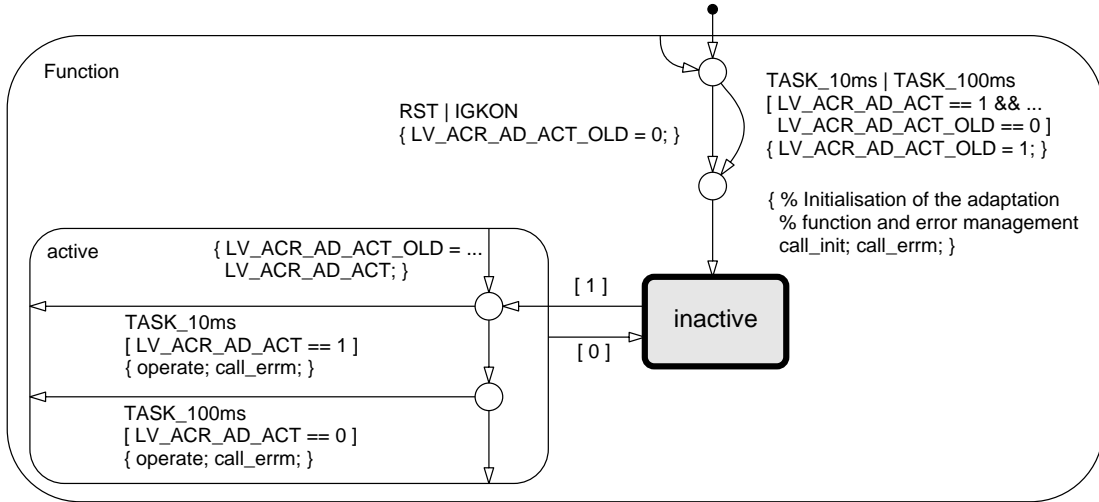 Function
RST | IGKON
{ LV_ACR_AD_ACT_OLD = 0; }
TASK_10ms | TASK_100ms
[ LV_ACR_AD_ACT == 1 && ...
LV_ACR_AD_ACT_OLD == 0 ]
{ LV_ACR_AD_ACT_OLD = 1; }
{ % Initialisation of the adaptation
% function and error management
call_init; call_errm; }
active
{ LV_ACR_AD_ACT_OLD = ...
LV_ACR_AD_ACT; }
[ 1 ]
inactive
[ 0 ]
TASK_10ms
[ LV_ACR_AD_ACT == 1 ]
{ operate; call_errm; }
TASK_100ms
[ LV_ACR_AD_ACT == 0 ]
{ operate; call_errm; }